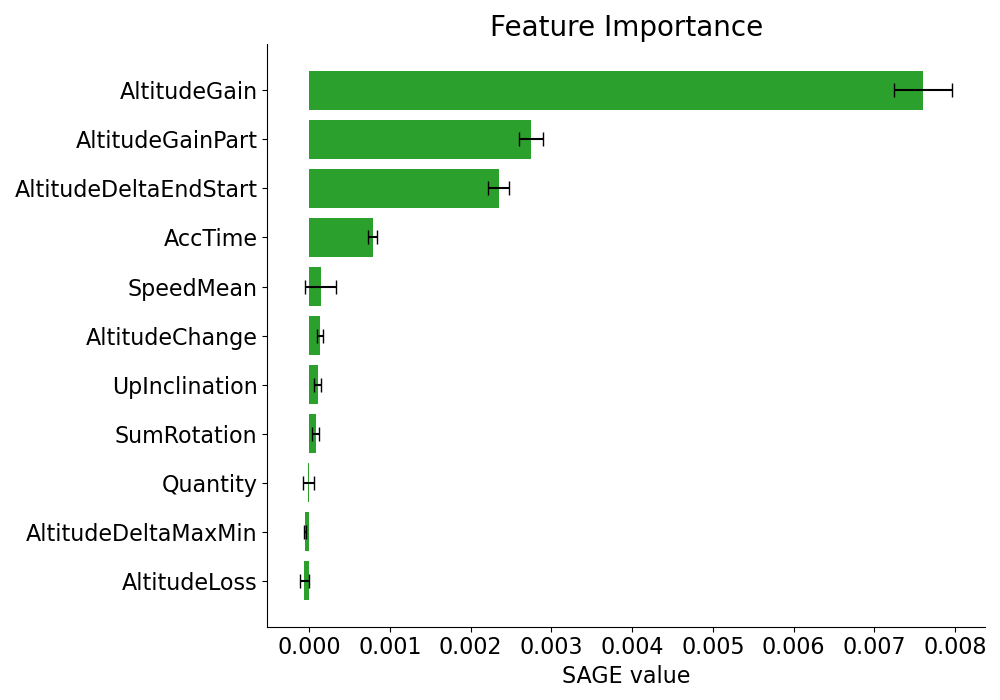 Feature Importance
AltitudeGain
AltitudeGainPart
AltitudeDeltaEndStart
AccTime
SpeedMean
AltitudeChange
UpInclination
SumRotation
Quantity
AltitudeDeltaMaxMin
AltitudeLoss
0.000 0.001 0.002 0.003 0.004 0.005 0.006 0.007 0.008
SAGE value